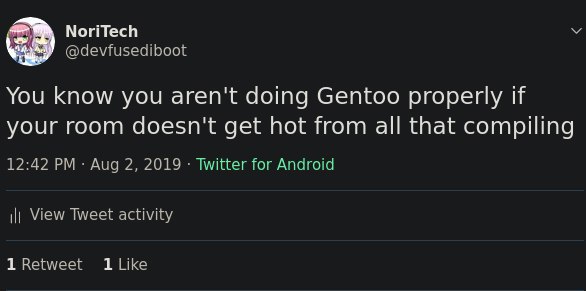 NoriTech
@devfusediboot
You know you aren't doing Gentoo properly if
your room doesn't get hot from all that compiling
12:42 PM · Aug 2, 2019 · Twitter for Android
View Tweet activity
1 Retweet 1 Like